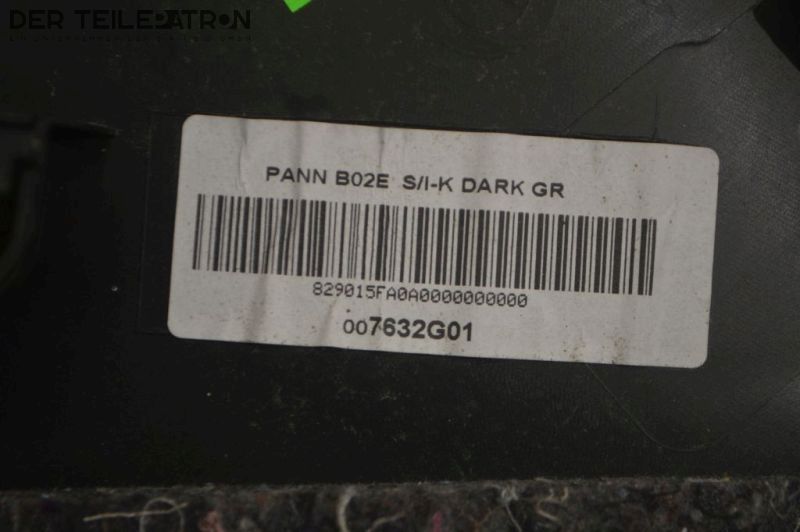 DER TEILEPATRON
PANN B02E S/I-K DARK GR
829015FA0A0000000000
007632G01